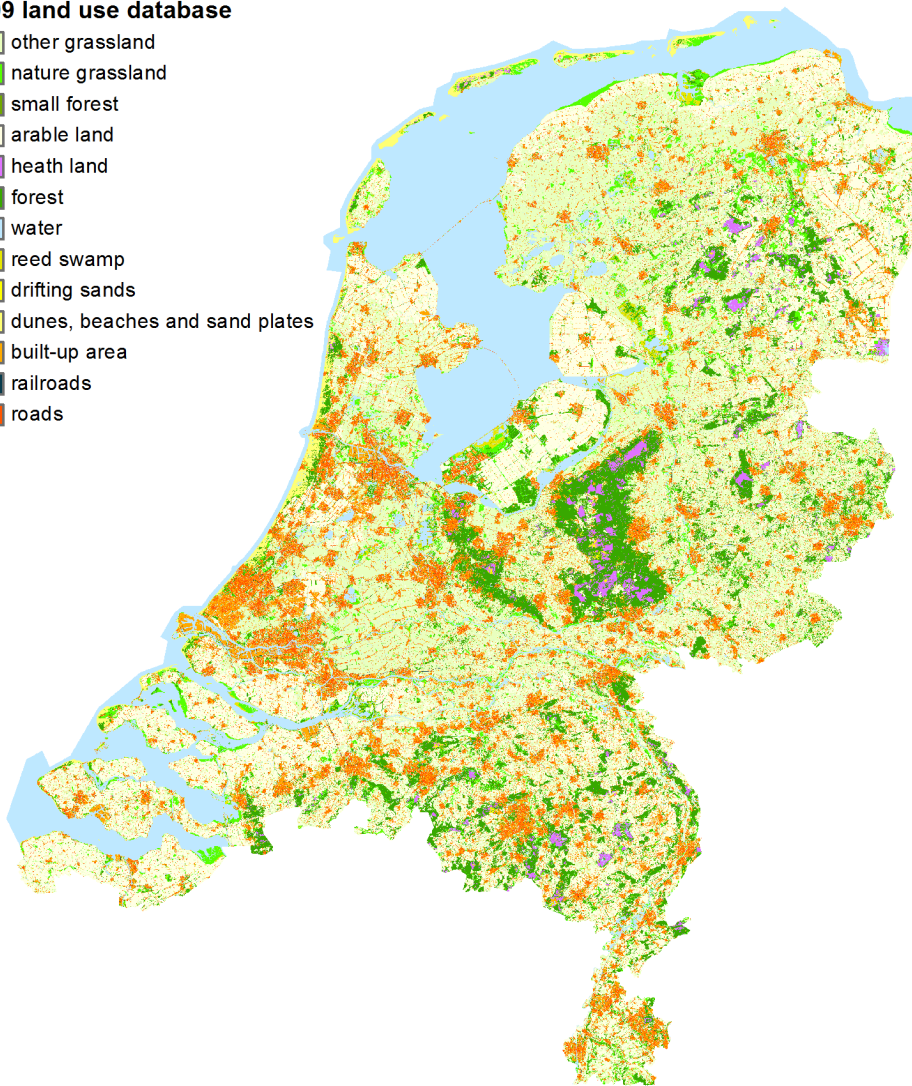 9 land use database
other grassland
nature grassland
small forest
arable land
heath land
forest
water
reed swamp
drifting sands
dunes, beaches and sand plates
built-up area
railroads
roads